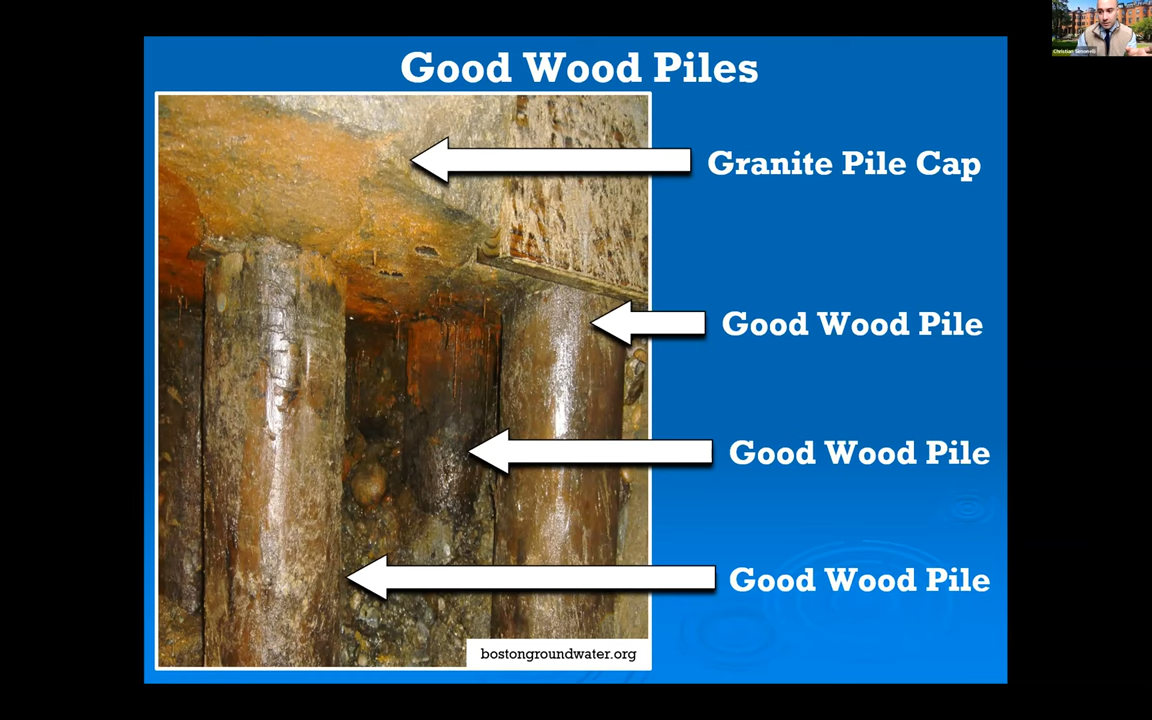 Good Wood Piles
Christian Simonelli
Granite Pile Cap
Good Wood Pile
Good Wood Pile
Good Wood Pile
bostongroundwater.org